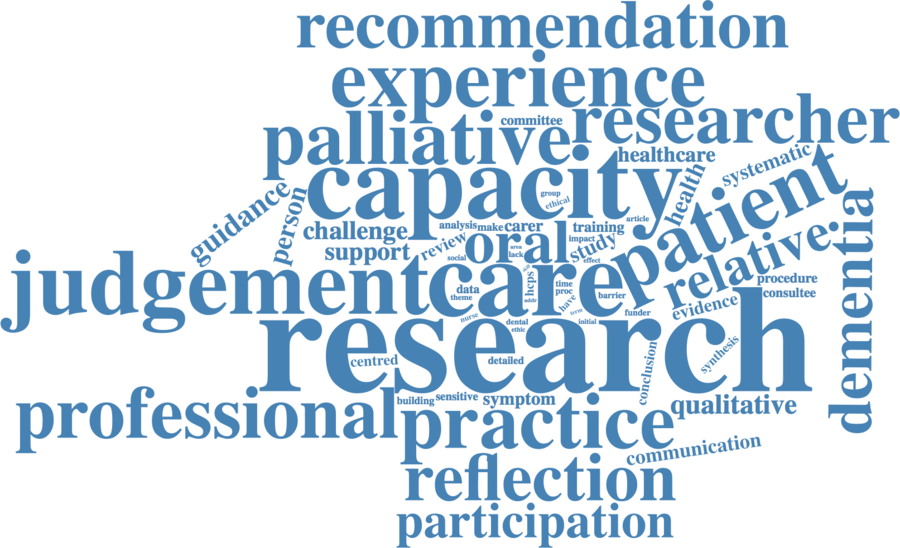 recommendation
experience
researcher
committee
palliative
healthcare
systematic
capacity
health
patient
group
ethical
guidance
person
article
challenge
analysis
make
carer
training
impact
study
oral
support
review
social
area
lack
effect
relative
dementia
judgement
care
hcps
time
proc
data
theme
barrier
have
term
addr
procedure
consultee
evidence
nurse
dental
ethic
initial
funder
research
centred
detailed
conclusion
synthesis
professional
building
sensitive
symptom
qualitative
practice
communication
reflection
participation